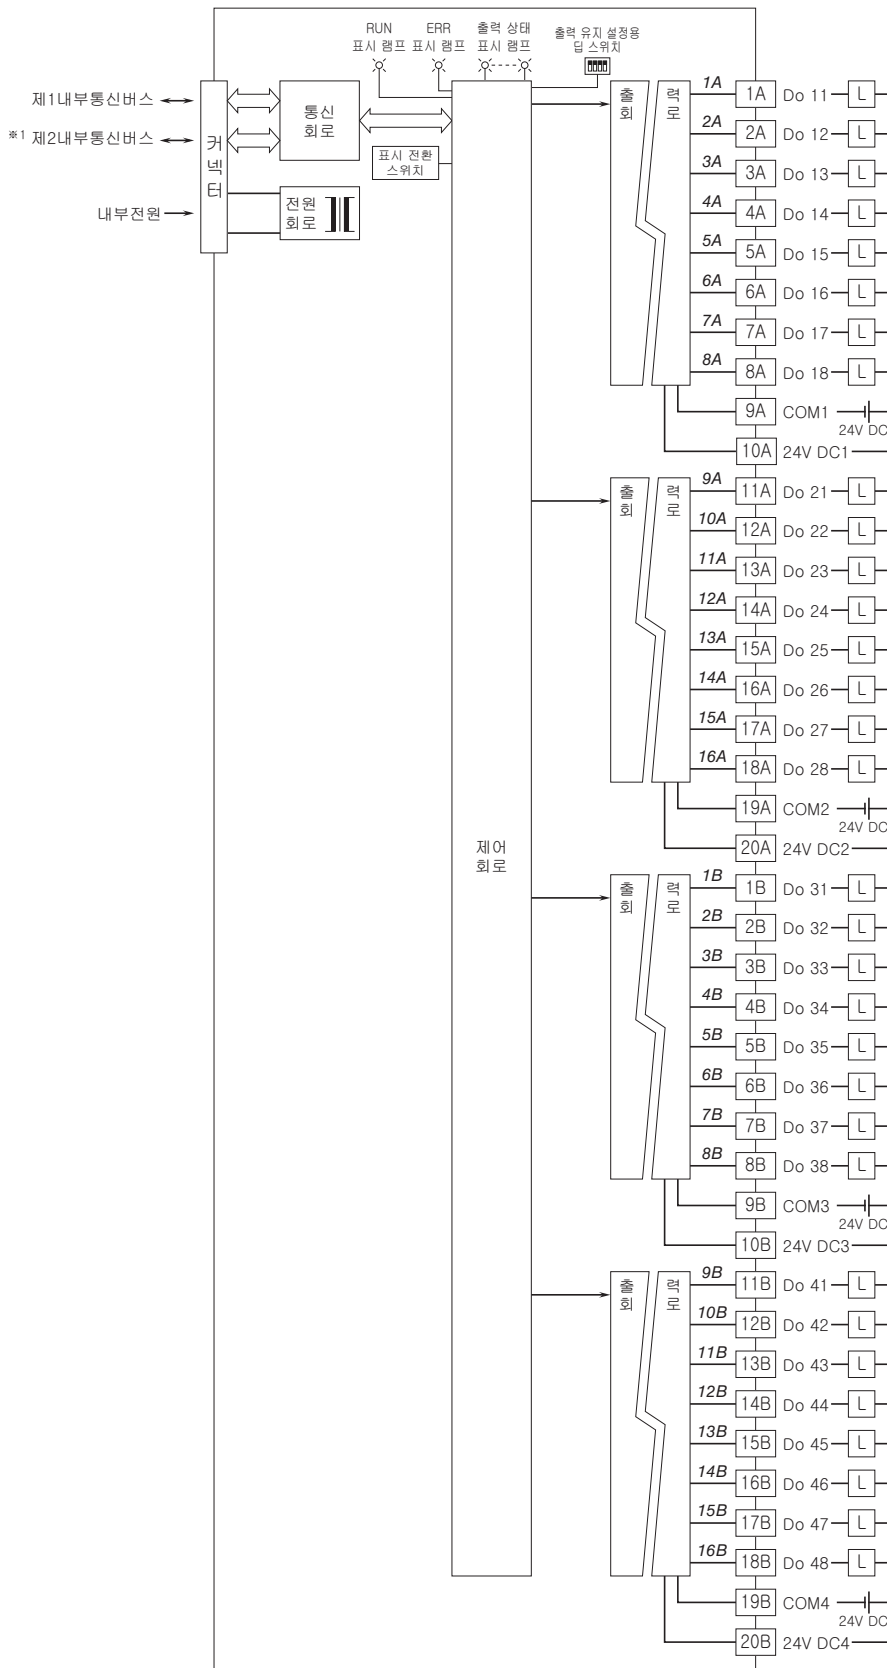 RUN
표시 램프
ERR
표시 램프
출력 상태
표시 램프
출력 유지 설정용
딥 스위치
제1내부통신버스
※1 제2내부통신버스
내부전원
커넥터
통신
회로
전원
회로
표시 전환
스위치
제어
회로
출력
회로
1A 1A Do 11 L
2A 2A Do 12 L
3A 3A Do 13 L
4A 4A Do 14 L
5A 5A Do 15 L
6A 6A Do 16 L
7A 7A Do 17 L
8A 8A Do 18 L
9A COM1
24V DC
10A 24V DC1
출력
회로
9A 11A Do 21 L
10A 12A Do 22 L
11A 13A Do 23 L
12A 14A Do 24 L
13A 15A Do 25 L
14A 16A Do 26 L
15A 17A Do 27 L
16A 18A Do 28 L
19A COM2
24V DC
20A 24V DC2
출력
회로
1B 1B Do 31 L
2B 2B Do 32 L
3B 3B Do 33 L
4B 4B Do 34 L
5B 5B Do 35 L
6B 6B Do 36 L
7B 7B Do 37 L
8B 8B Do 38 L
9B COM3
24V DC
10B 24V DC3
출력
회로
9B 11B Do 41 L
10B 12B Do 42 L
11B 13B Do 43 L
12B 14B Do 44 L
13B 15B Do 45 L
14B 16B Do 46 L
15B 17B Do 47 L
16B 18B Do 48 L
19B COM4
24V DC
20B 24V DC4